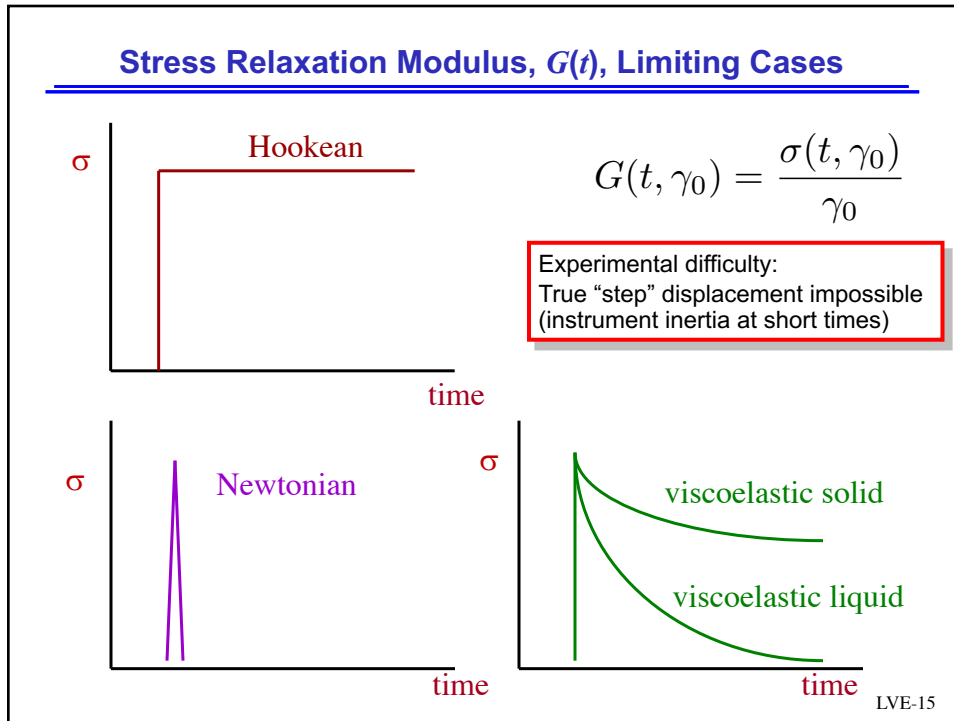 Stress Relaxation Modulus, G(t), Limiting Cases
σ
Hookean
time
G(t, γ₀) = σ(t, γ₀) / γ₀
Experimental difficulty:
True “step” displacement impossible
(instrument inertia at short times)
σ
Newtonian
time
σ
viscoelastic solid
viscoelastic liquid
time
LVE-15